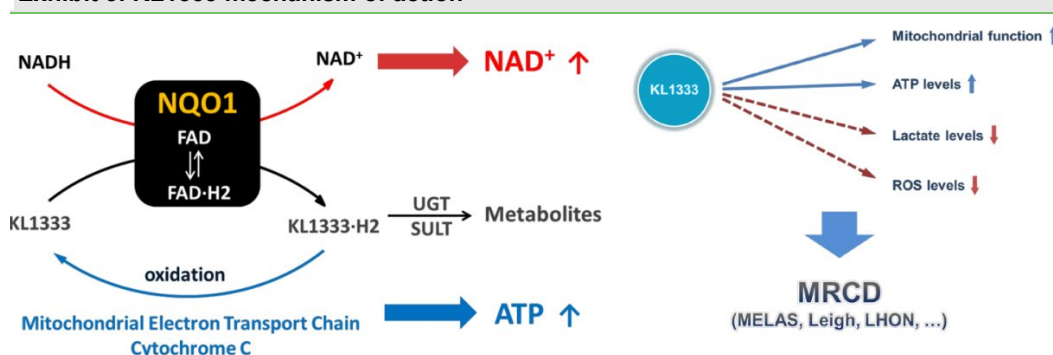 NADH
NAD⁺
NAD⁺ ↑
NQO1
FAD
FAD·H2
KL1333
KL1333·H2
UGT
SULT
Metabolites
oxidation
Mitochondrial Electron Transport Chain
Cytochrome C
ATP ↑
KL1333
Mitochondrial function ↑
ATP levels ↑
Lactate levels ↓
ROS levels ↓
MRCD
(MELAS, Leigh, LHON, ...)